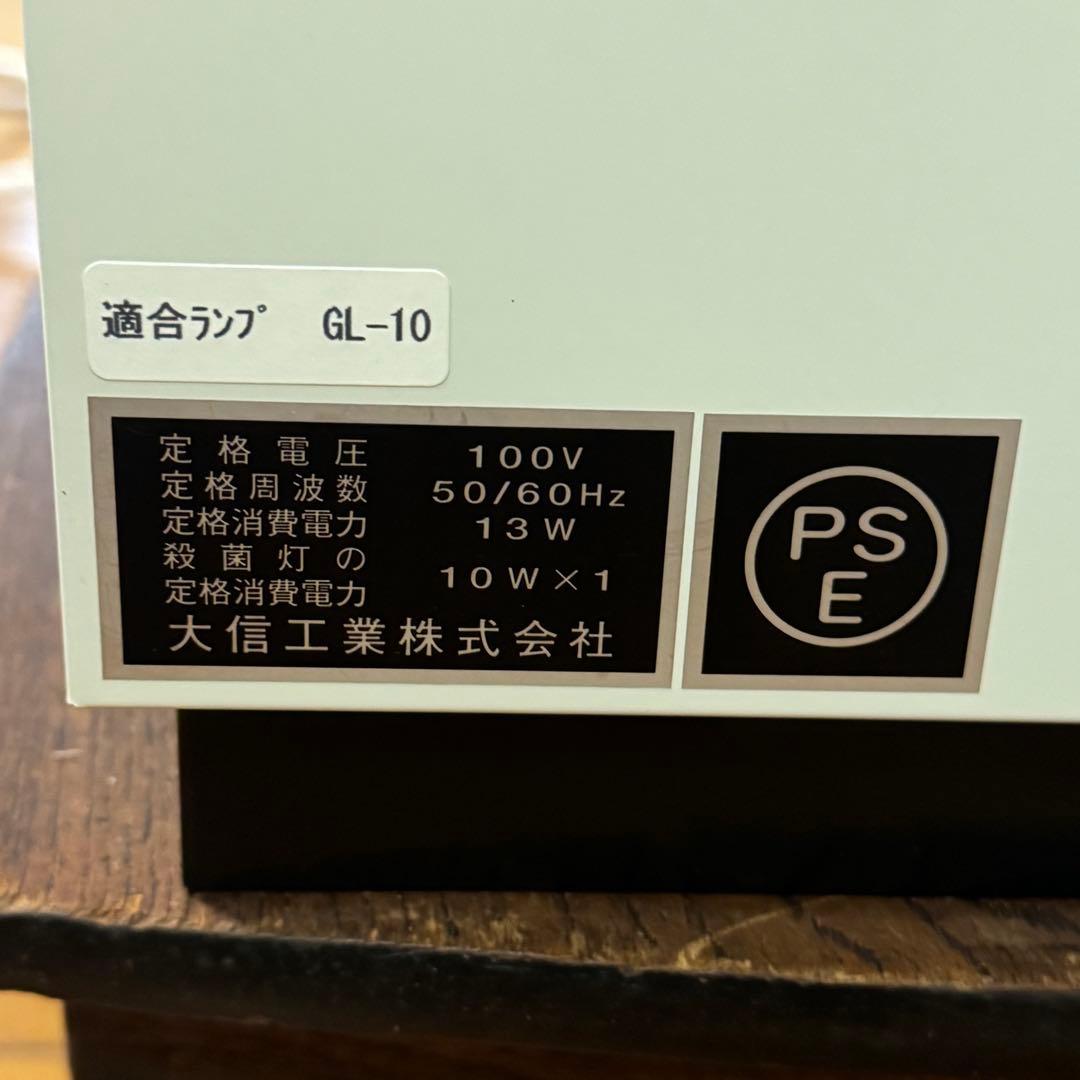 適合ランプ GL-10
定格電圧 100V
定格周波数 50/60Hz
定格消費電力 13W
殺菌灯の
定格消費電力 10W×1
大信工業株式会社
PS
E